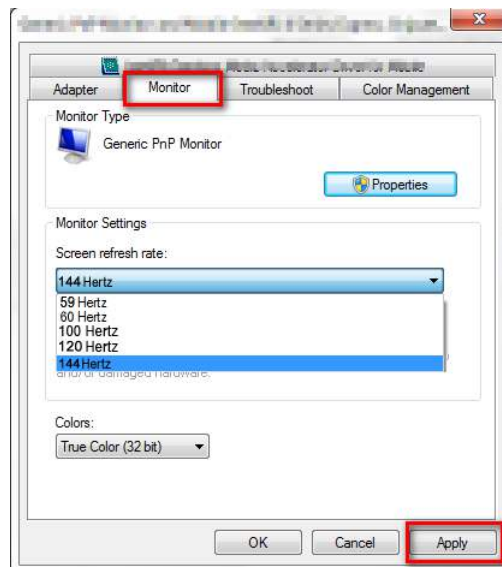 Adapter
Monitor
Troubleshoot
Color Management
Monitor Type
Generic PnP Monitor
Properties
Monitor Settings
Screen refresh rate:
144 Hertz
59 Hertz
60 Hertz
100 Hertz
120 Hertz
144 Hertz
and/or damaged hardware.
Colors:
True Color (32 bit)
OK
Cancel
Apply